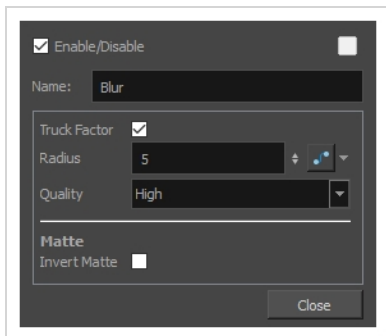 Enable/Disable
Name: Blur
Truck Factor
Radius 5
Quality High
Matte
Invert Matte
Close